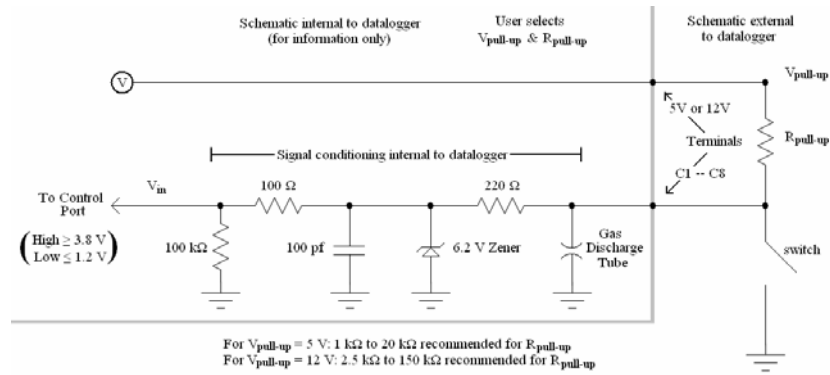 Schematic internal to datalogger
(for information only)
User selects
Vpull-up & Rpull-up
Schematic external
to datalogger
V
Vpull-up
5V or 12V
Rpull-up
Terminals
C1 -- C8
Signal conditioning internal to datalogger
To Control
Port
Vin
100 Ω
220 Ω
(High ≥ 3.8 V
Low ≤ 1.2 V)
100 kΩ
100 pf
6.2 V Zener
Gas
Discharge
Tube
switch
For Vpull-up = 5 V: 1 kΩ to 20 kΩ recommended for Rpull-up
For Vpull-up = 12 V: 2.5 kΩ to 150 kΩ recommended for Rpull-up